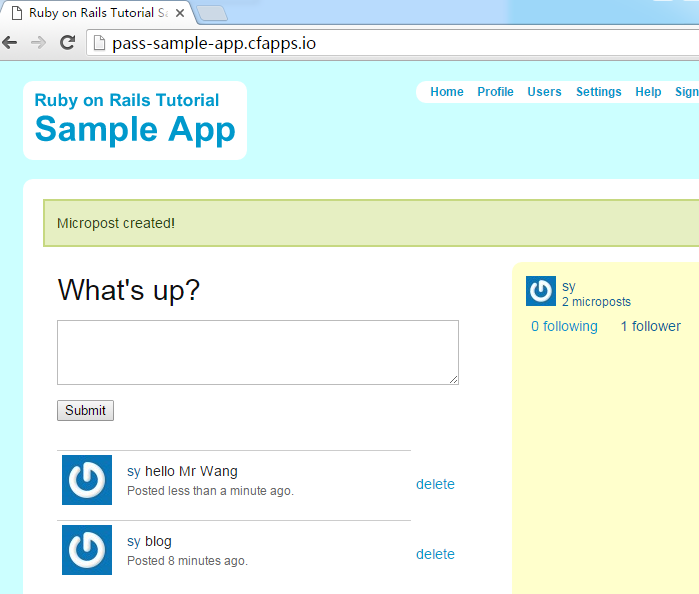 Ruby on Rails Tutorial Sa
pass-sample-app.cfapps.io
Ruby on Rails Tutorial
Sample App
Home Profile Users Settings Help Sign
Micropost created!
What's up?
sy
2 microposts
0 following 1 follower
Submit
sy hello Mr Wang
Posted less than a minute ago.
delete
sy blog
Posted 8 minutes ago.
delete